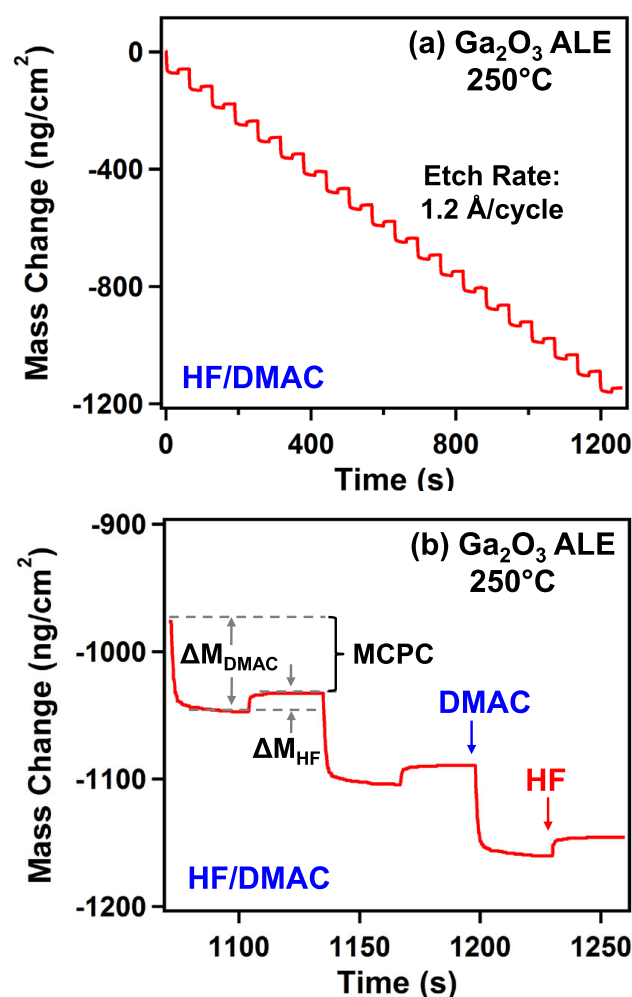 (a) Ga₂O₃ ALE
250°C
Etch Rate:
1.2 Å/cycle
HF/DMAC
Mass Change (ng/cm²)
0
-400
-800
-1200
0
400
800
1200
Time (s)
(b) Ga₂O₃ ALE
250°C
ΔM_DMAC
MCPC
ΔM_HF
DMAC
HF
HF/DMAC
Mass Change (ng/cm²)
-900
-1000
-1100
-1200
1100
1150
1200
1250
Time (s)